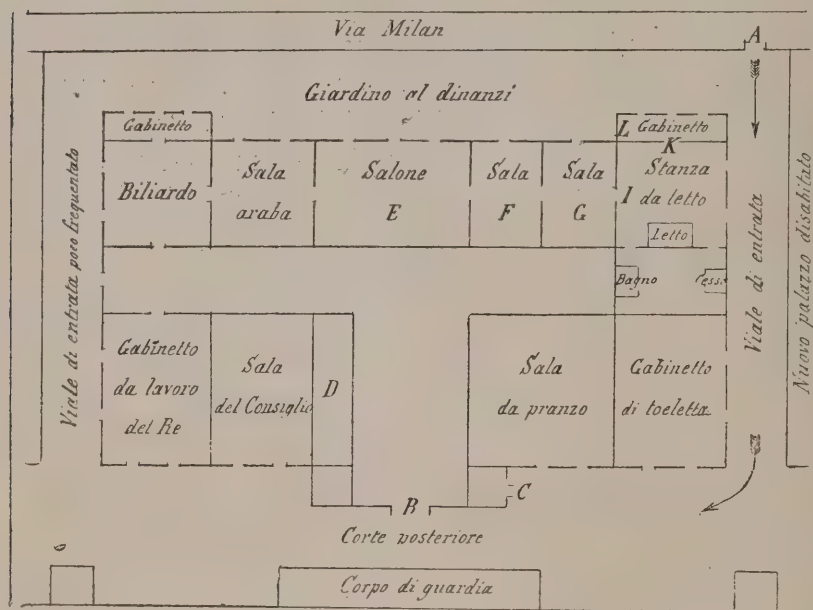 Via Milan
A
Giardino al dinanzi
Gabinetto
L Gabinetto
K
Biliardo
Sala
araba
Salone
E
Sala
F
Sala
G
Stanza
I da letto
Letto
Bagno
Cess.
Viale di entrata poco frequentato
Viale di entrata
Nuovo palazzo disabitato
Gabinetto
da lavoro
del Re
Sala
del Consiglio
D
Sala
da pranzo
Gabinetto
di toeletta
B
C
Corte posteriore
Corpo di guardia